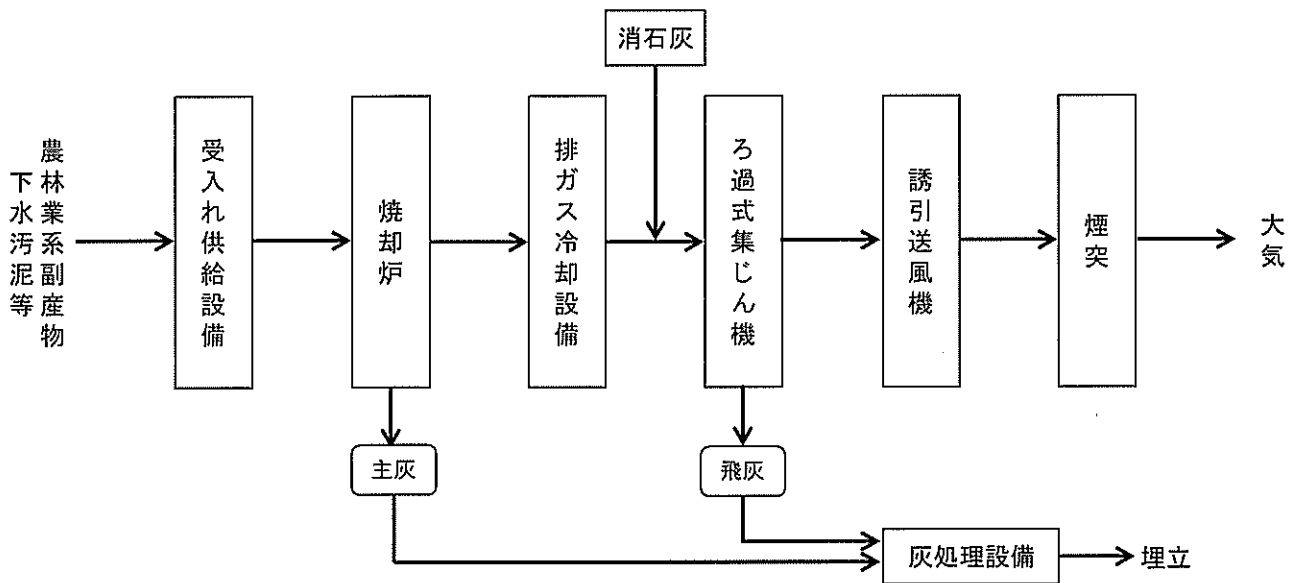 消石灰
農林業系副産物
下水汚泥等
受入れ供給設備
焼却炉
排ガス冷却設備
ろ過式集じん機
誘引送風機
煙突
大気
主灰
飛灰
灰処理設備
埋立